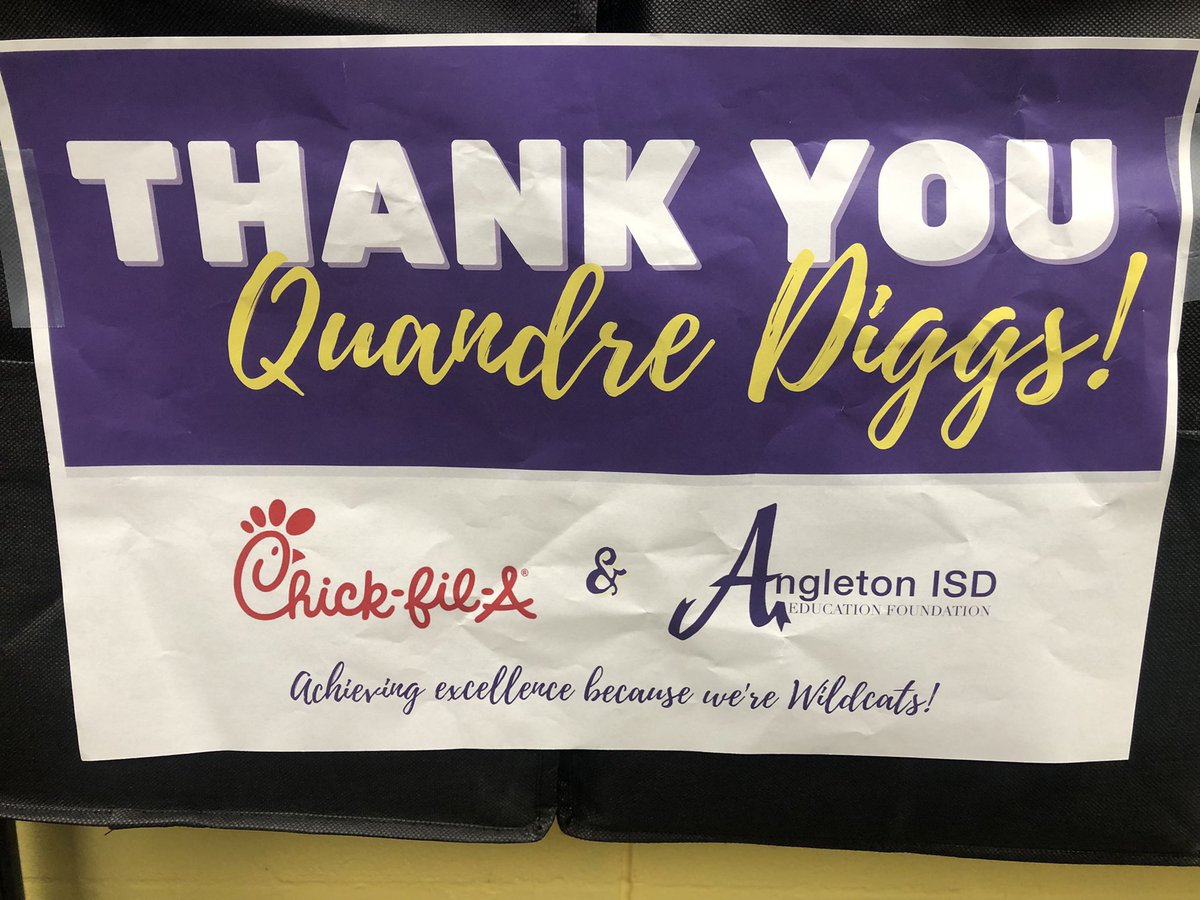 THANK YOU
Quandre Diggs!
Chick-fil-A® & Angleton ISD
EDUCATION FOUNDATION
Achieving excellence because we're Wildcats!